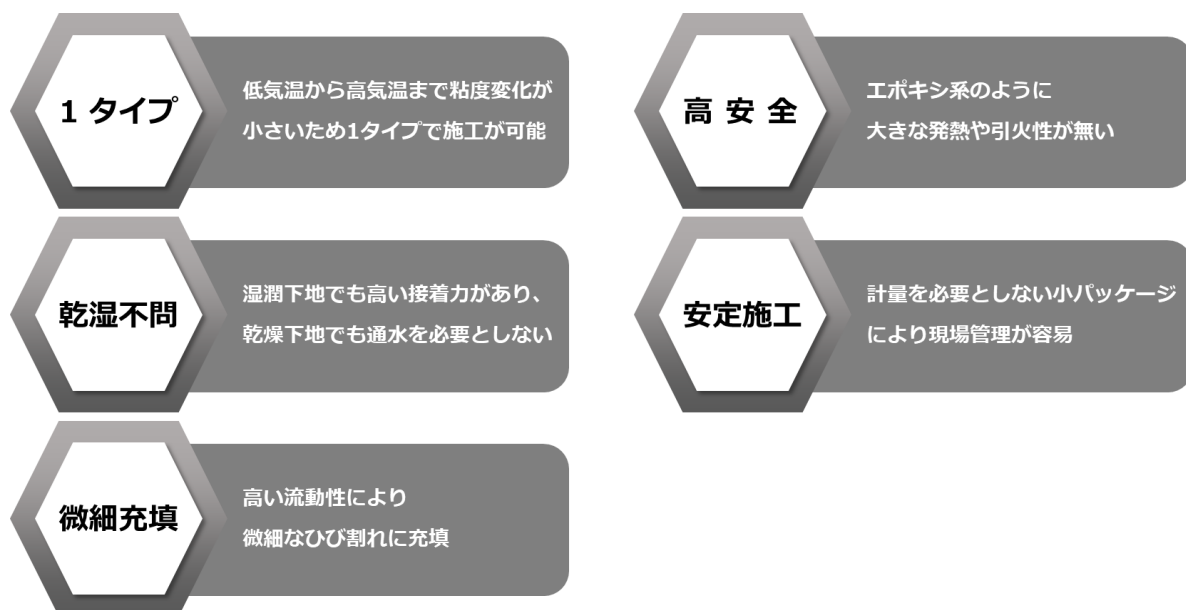 1 タイプ
低気温から高気温まで粘度変化が
小さいため1タイプで施工が可能
高 安 全
エポキシ系のように
大きな発熱や引火性が無い
乾湿不問
湿潤下地でも高い接着力があり、
乾燥下地でも通水を必要としない
安定施工
計量を必要としない小パッケージ
により現場管理が容易
微細充填
高い流動性により
微細なひび割れに充填